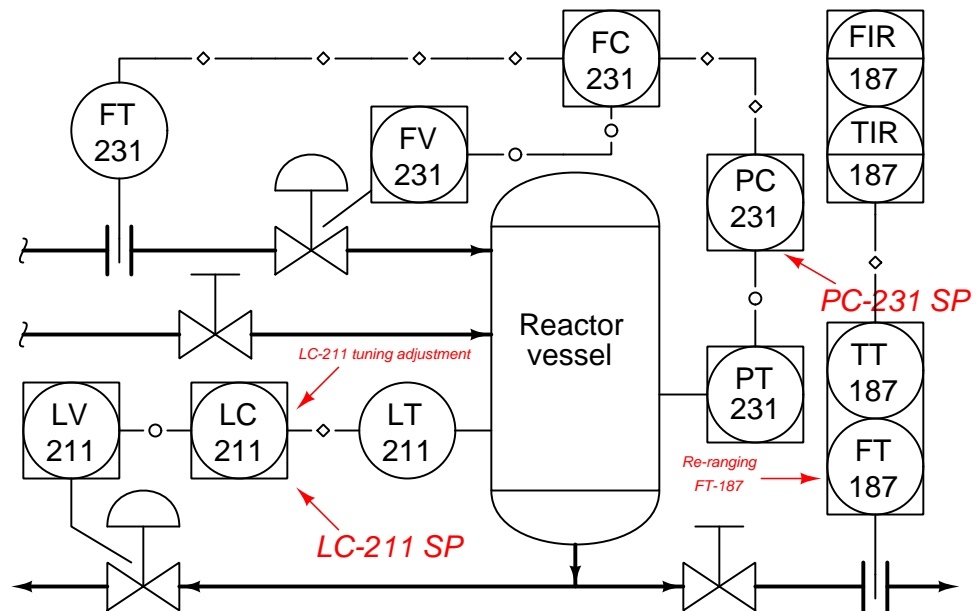 FC
231
FIR
187
TIR
187
FT
231
FV
231
PC
231
PC-231 SP
Reactor
vessel
LC-211 tuning adjustment
LV
211
LC
211
LT
211
PT
231
TT
187
FT
187
Re-ranging
FT-187
LC-211 SP